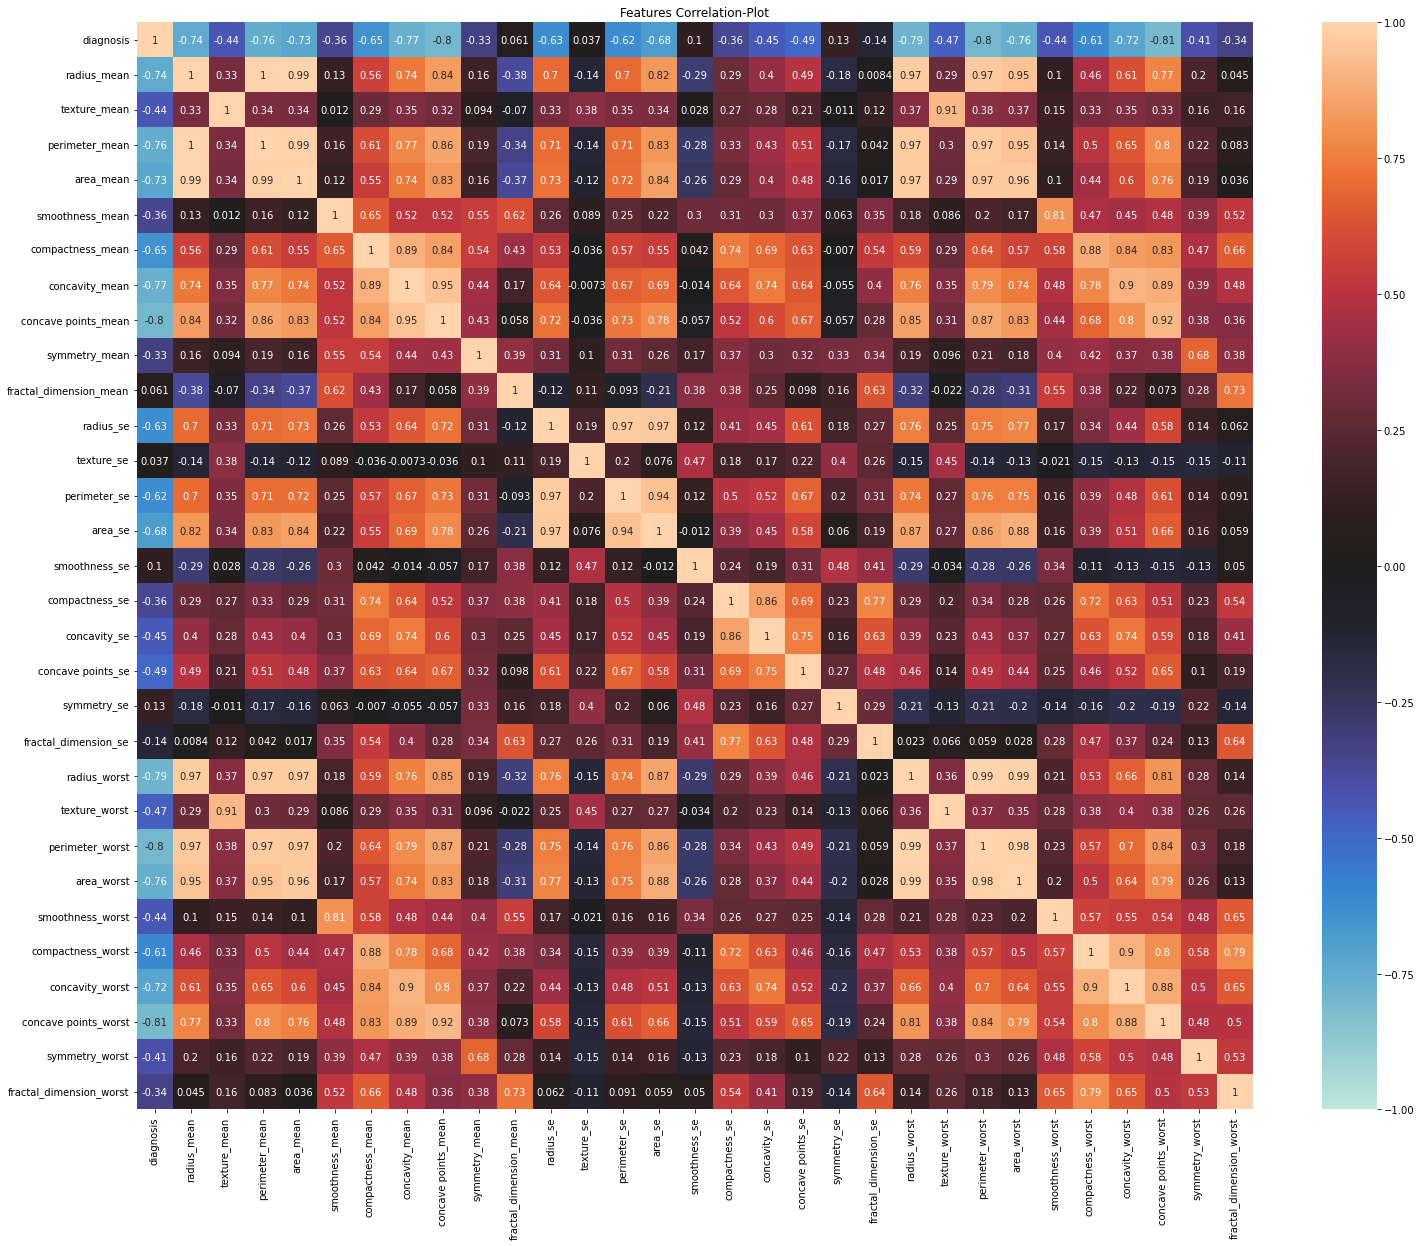 Features Correlation-Plot
diagnosis 1 -0.74 -0.44 -0.76 -0.73 -0.36 -0.65 -0.77 -0.8 -0.33 0.061 -0.63 0.037 -0.62 -0.68 0.1 -0.36 -0.45 -0.49 0.13 -0.14 -0.79 -0.47 -0.8 -0.76 -0.44 -0.61 -0.72 -0.81 -0.41 -0.34
radius_mean -0.74 1 0.33 1 0.99 0.13 0.56 0.74 0.84 0.16 -0.38 0.7 -0.14 0.7 0.82 -0.29 0.29 0.4 0.49 -0.18 0.0084 0.97 0.29 0.97 0.95 0.1 0.46 0.61 0.77 0.2 0.045
texture_mean -0.44 0.33 1 0.34 0.34 0.012 0.29 0.35 0.32 0.094 -0.07 0.33 0.38 0.35 0.34 0.028 0.27 0.28 0.21 -0.011 0.12 0.37 0.91 0.38 0.37 0.15 0.33 0.35 0.33 0.16 0.16
perimeter_mean -0.76 1 0.34 1 0.99 0.16 0.61 0.77 0.86 0.19 -0.34 0.71 -0.14 0.71 0.83 -0.28 0.33 0.43 0.51 -0.17 0.042 0.97 0.3 0.97 0.95 0.14 0.5 0.65 0.8 0.22 0.083
area_mean -0.73 0.99 0.34 0.99 1 0.12 0.55 0.74 0.83 0.16 -0.37 0.73 -0.12 0.72 0.84 -0.26 0.29 0.4 0.48 -0.16 0.017 0.97 0.29 0.97 0.96 0.1 0.44 0.6 0.76 0.19 0.036
smoothness_mean -0.36 0.13 0.012 0.16 0.12 1 0.65 0.52 0.52 0.55 0.62 0.26 0.089 0.25 0.22 0.3 0.31 0.3 0.37 0.063 0.35 0.18 0.086 0.2 0.17 0.81 0.47 0.45 0.48 0.39 0.52
compactness_mean -0.65 0.56 0.29 0.61 0.55 0.65 1 0.89 0.84 0.54 0.43 0.53 -0.036 0.57 0.55 0.042 0.74 0.69 0.63 -0.007 0.54 0.59 0.29 0.64 0.57 0.58 0.88 0.84 0.83 0.47 0.66
concavity_mean -0.77 0.74 0.35 0.77 0.74 0.52 0.89 1 0.95 0.44 0.17 0.64 -0.0073 0.67 0.69 -0.014 0.64 0.74 0.64 -0.055 0.4 0.76 0.35 0.79 0.74 0.48 0.78 0.9 0.89 0.39 0.48
concave points_mean -0.8 0.84 0.32 0.86 0.83 0.52 0.84 0.95 1 0.43 0.058 0.72 -0.036 0.73 0.78 -0.057 0.52 0.6 0.67 -0.057 0.28 0.85 0.31 0.87 0.83 0.44 0.68 0.8 0.92 0.38 0.36
symmetry_mean -0.33 0.16 0.094 0.19 0.16 0.55 0.54 0.44 0.43 1 0.39 0.31 0.1 0.31 0.26 0.17 0.37 0.3 0.32 0.33 0.34 0.19 0.096 0.21 0.18 0.4 0.42 0.37 0.38 0.68 0.38
fractal_dimension_mean 0.061 -0.38 -0.07 -0.34 -0.37 0.62 0.43 0.17 0.058 0.39 1 -0.12 0.11 -0.093 -0.21 0.38 0.38 0.25 0.098 0.16 0.63 -0.32 -0.022 -0.28 -0.31 0.55 0.38 0.22 0.073 0.28 0.73
radius_se -0.63 0.7 0.33 0.71 0.73 0.26 0.53 0.64 0.72 0.31 -0.12 1 0.19 0.97 0.97 0.12 0.41 0.45 0.61 0.18 0.27 0.76 0.25 0.75 0.77 0.17 0.34 0.44 0.58 0.14 0.062
texture_se 0.037 -0.14 0.38 -0.14 -0.12 0.089 -0.036 -0.0073 -0.036 0.1 0.11 0.19 1 0.2 0.076 0.47 0.18 0.17 0.22 0.4 0.26 -0.15 0.45 -0.14 -0.13 -0.021 -0.15 -0.13 -0.15 -0.15 -0.11
perimeter_se -0.62 0.7 0.35 0.71 0.72 0.25 0.57 0.67 0.73 0.31 -0.093 0.97 0.2 1 0.94 0.12 0.5 0.52 0.67 0.2 0.31 0.74 0.27 0.76 0.75 0.16 0.39 0.48 0.61 0.14 0.091
area_se -0.68 0.82 0.34 0.83 0.84 0.22 0.55 0.69 0.78 0.26 -0.21 0.97 0.076 0.94 1 -0.012 0.39 0.45 0.58 0.06 0.19 0.87 0.27 0.86 0.88 0.16 0.39 0.51 0.66 0.16 0.059
smoothness_se 0.1 -0.29 0.028 -0.28 -0.26 0.3 0.042 -0.014 -0.057 0.17 0.38 0.12 0.47 0.12 -0.012 1 0.24 0.19 0.31 0.48 0.41 -0.29 -0.034 -0.28 -0.26 0.34 -0.11 -0.13 -0.15 -0.13 0.05
compactness_se -0.36 0.29 0.27 0.33 0.29 0.31 0.74 0.64 0.52 0.37 0.38 0.41 0.18 0.5 0.39 0.24 1 0.86 0.69 0.23 0.77 0.29 0.2 0.34 0.28 0.26 0.72 0.63 0.51 0.23 0.54
concavity_se -0.45 0.4 0.28 0.43 0.4 0.3 0.69 0.74 0.6 0.3 0.25 0.45 0.17 0.52 0.45 0.19 0.86 1 0.75 0.16 0.63 0.39 0.23 0.43 0.37 0.27 0.63 0.74 0.59 0.18 0.41
concave points_se -0.49 0.49 0.21 0.51 0.48 0.37 0.63 0.64 0.67 0.32 0.098 0.61 0.22 0.67 0.58 0.31 0.69 0.75 1 0.27 0.48 0.46 0.14 0.49 0.44 0.25 0.46 0.52 0.65 0.1 0.19
symmetry_se 0.13 -0.18 -0.011 -0.17 -0.16 0.063 -0.007 -0.055 -0.057 0.33 0.16 0.18 0.4 0.2 0.06 0.48 0.23 0.16 0.27 1 0.29 -0.21 -0.13 -0.21 -0.2 -0.14 -0.16 -0.2 -0.19 0.22 -0.14
fractal_dimension_se -0.14 0.0084 0.12 0.042 0.017 0.35 0.54 0.4 0.28 0.34 0.63 0.27 0.26 0.31 0.19 0.41 0.77 0.63 0.48 0.29 1 0.023 0.066 0.059 0.028 0.28 0.47 0.37 0.24 0.13 0.64
radius_worst -0.79 0.97 0.37 0.97 0.97 0.18 0.59 0.76 0.85 0.19 -0.32 0.76 -0.15 0.74 0.87 -0.29 0.29 0.39 0.46 -0.21 0.023 1 0.36 0.99 0.99 0.21 0.53 0.66 0.81 0.28 0.14
texture_worst -0.47 0.29 0.91 0.3 0.29 0.086 0.29 0.35 0.31 0.096 -0.022 0.25 0.45 0.27 0.27 -0.034 0.2 0.23 0.14 -0.13 0.066 0.36 1 0.37 0.35 0.28 0.38 0.4 0.38 0.26 0.26
perimeter_worst -0.8 0.97 0.38 0.97 0.97 0.2 0.64 0.79 0.87 0.21 -0.28 0.75 -0.14 0.76 0.86 -0.28 0.34 0.43 0.49 -0.21 0.059 0.99 0.37 1 0.98 0.23 0.57 0.7 0.84 0.3 0.18
area_worst -0.76 0.95 0.37 0.95 0.96 0.17 0.57 0.74 0.83 0.18 -0.31 0.77 -0.13 0.75 0.88 -0.26 0.28 0.37 0.44 -0.2 0.028 0.99 0.35 0.98 1 0.2 0.5 0.64 0.79 0.26 0.13
smoothness_worst -0.44 0.1 0.15 0.14 0.1 0.81 0.58 0.48 0.44 0.4 0.55 0.17 -0.021 0.16 0.16 0.34 0.26 0.27 0.25 -0.14 0.28 0.21 0.28 0.23 0.2 1 0.57 0.55 0.54 0.48 0.65
compactness_worst -0.61 0.46 0.33 0.5 0.44 0.47 0.88 0.78 0.68 0.42 0.38 0.34 -0.15 0.39 0.39 -0.11 0.72 0.63 0.46 -0.16 0.47 0.53 0.38 0.57 0.5 0.57 1 0.9 0.8 0.58 0.79
concavity_worst -0.72 0.61 0.35 0.65 0.6 0.45 0.84 0.9 0.8 0.37 0.22 0.44 -0.13 0.48 0.51 -0.13 0.63 0.74 0.52 -0.2 0.37 0.66 0.4 0.7 0.64 0.55 0.9 1 0.88 0.5 0.65
concave points_worst -0.81 0.77 0.33 0.8 0.76 0.48 0.83 0.89 0.92 0.38 0.073 0.58 -0.15 0.61 0.66 -0.15 0.51 0.59 0.65 -0.19 0.24 0.81 0.38 0.84 0.79 0.54 0.8 0.88 1 0.48 0.5
symmetry_worst -0.41 0.2 0.16 0.22 0.19 0.39 0.47 0.39 0.38 0.68 0.28 0.14 -0.15 0.14 0.16 -0.13 0.23 0.18 0.1 0.22 0.13 0.28 0.26 0.3 0.26 0.48 0.58 0.5 0.48 1 0.53
fractal_dimension_worst -0.34 0.045 0.16 0.083 0.036 0.52 0.66 0.48 0.36 0.38 0.73 0.062 -0.11 0.091 0.059 0.05 0.54 0.41 0.19 -0.14 0.64 0.14 0.26 0.18 0.13 0.65 0.79 0.65 0.5 0.53 1
diagnosis
radius_mean
texture_mean
perimeter_mean
area_mean
smoothness_mean
compactness_mean
concavity_mean
concave points_mean
symmetry_mean
fractal_dimension_mean
radius_se
texture_se
perimeter_se
area_se
smoothness_se
compactness_se
concavity_se
concave points_se
symmetry_se
fractal_dimension_se
radius_worst
texture_worst
perimeter_worst
area_worst
smoothness_worst
compactness_worst
concavity_worst
concave points_worst
symmetry_worst
fractal_dimension_worst
1.00
0.75
0.50
0.25
0.00
−0.25
−0.50
−0.75
−1.00